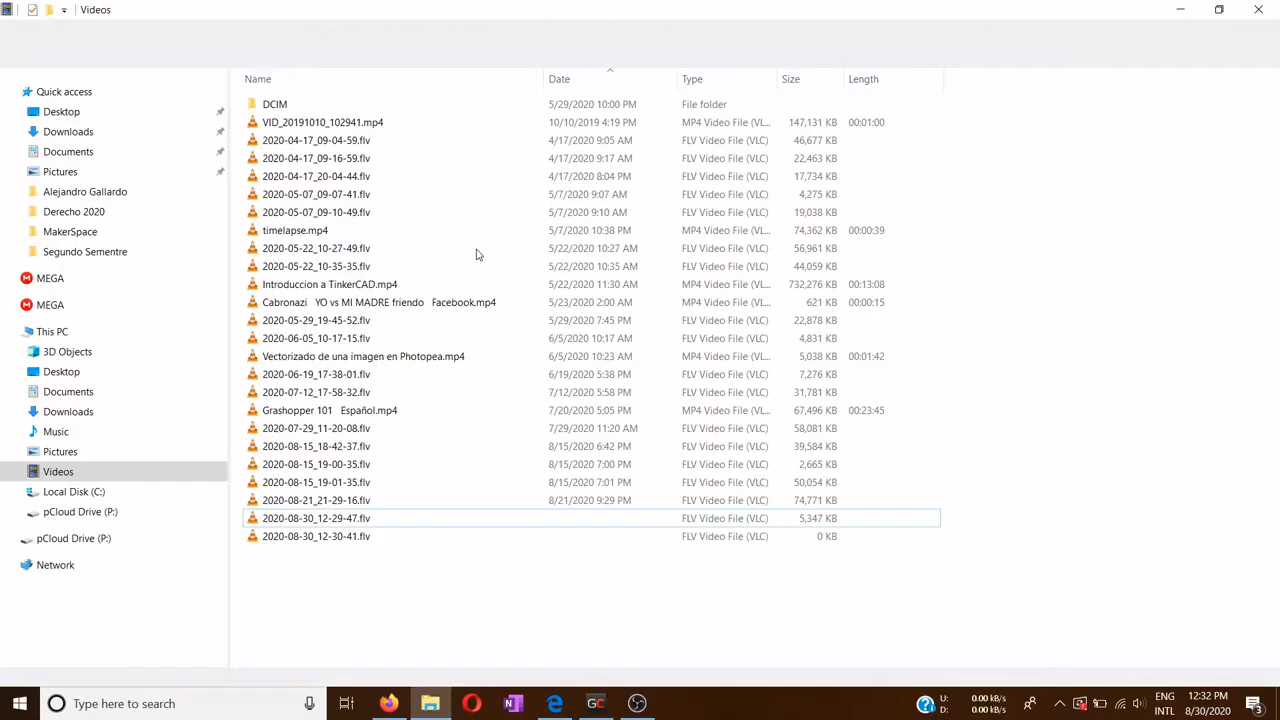 Videos
Name Date Type Size Length
Quick access
Desktop
Downloads
Documents
Pictures
Alejandro Gallardo
Derecho 2020
MakerSpace
Segundo Sementre
MEGA
MEGA
This PC
3D Objects
Desktop
Documents
Downloads
Music
Pictures
Videos
Local Disk (C:)
pCloud Drive (P:)
pCloud Drive (P:)
Network
DCIM 5/29/2020 10:00 PM File folder
VID_20191010_102941.mp4 10/10/2019 4:19 PM MP4 Video File (VL... 147,131 KB 00:01:00
2020-04-17_09-04-59.flv 4/17/2020 9:05 AM FLV Video File (VLC) 46,677 KB
2020-04-17_09-16-59.flv 4/17/2020 9:17 AM FLV Video File (VLC) 22,463 KB
2020-04-17_20-04-44.flv 4/17/2020 8:04 PM FLV Video File (VLC) 17,734 KB
2020-05-07_09-07-41.flv 5/7/2020 9:07 AM FLV Video File (VLC) 4,275 KB
2020-05-07_09-10-49.flv 5/7/2020 9:10 AM FLV Video File (VLC) 19,038 KB
timelapse.mp4 5/7/2020 10:38 PM MP4 Video File (VL... 74,362 KB 00:00:39
2020-05-22_10-27-49.flv 5/22/2020 10:27 AM FLV Video File (VLC) 56,961 KB
2020-05-22_10-35-35.flv 5/22/2020 10:35 AM FLV Video File (VLC) 44,059 KB
Introduccion a TinkerCAD.mp4 5/22/2020 11:30 AM MP4 Video File (VL... 732,276 KB 00:13:08
Cabronazi YO vs MI MADRE friendo Facebook.mp4 5/23/2020 2:00 AM MP4 Video File (VL... 621 KB 00:00:15
2020-05-29_19-45-52.flv 5/29/2020 7:45 PM FLV Video File (VLC) 22,878 KB
2020-06-05_10-17-15.flv 6/5/2020 10:17 AM FLV Video File (VLC) 4,831 KB
Vectorizado de una imagen en Photopea.mp4 6/5/2020 10:23 AM MP4 Video File (VL... 5,038 KB 00:01:42
2020-06-19_17-38-01.flv 6/19/2020 5:38 PM FLV Video File (VLC) 7,276 KB
2020-07-12_17-58-32.flv 7/12/2020 5:58 PM FLV Video File (VLC) 31,781 KB
Grashopper 101 Español.mp4 7/20/2020 5:05 PM MP4 Video File (VL... 67,496 KB 00:23:45
2020-07-29_11-20-08.flv 7/29/2020 11:20 AM FLV Video File (VLC) 58,081 KB
2020-08-15_18-42-37.flv 8/15/2020 6:42 PM FLV Video File (VLC) 39,584 KB
2020-08-15_19-00-35.flv 8/15/2020 7:00 PM FLV Video File (VLC) 2,665 KB
2020-08-15_19-01-35.flv 8/15/2020 7:01 PM FLV Video File (VLC) 50,054 KB
2020-08-21_21-29-16.flv 8/21/2020 9:29 PM FLV Video File (VLC) 74,771 KB
2020-08-30_12-29-47.flv FLV Video File (VLC) 5,347 KB
2020-08-30_12-30-41.flv FLV Video File (VLC) 0 KB
Type here to search
GC
U: 0.00 kB/s
D: 0.00 kB/s
ENG 12:32 PM
INTL 8/30/2020
3